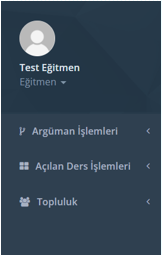 Test Eğitmen
Eğitmen
Argüman İşlemleri
Açılan Ders İşlemleri
Topluluk